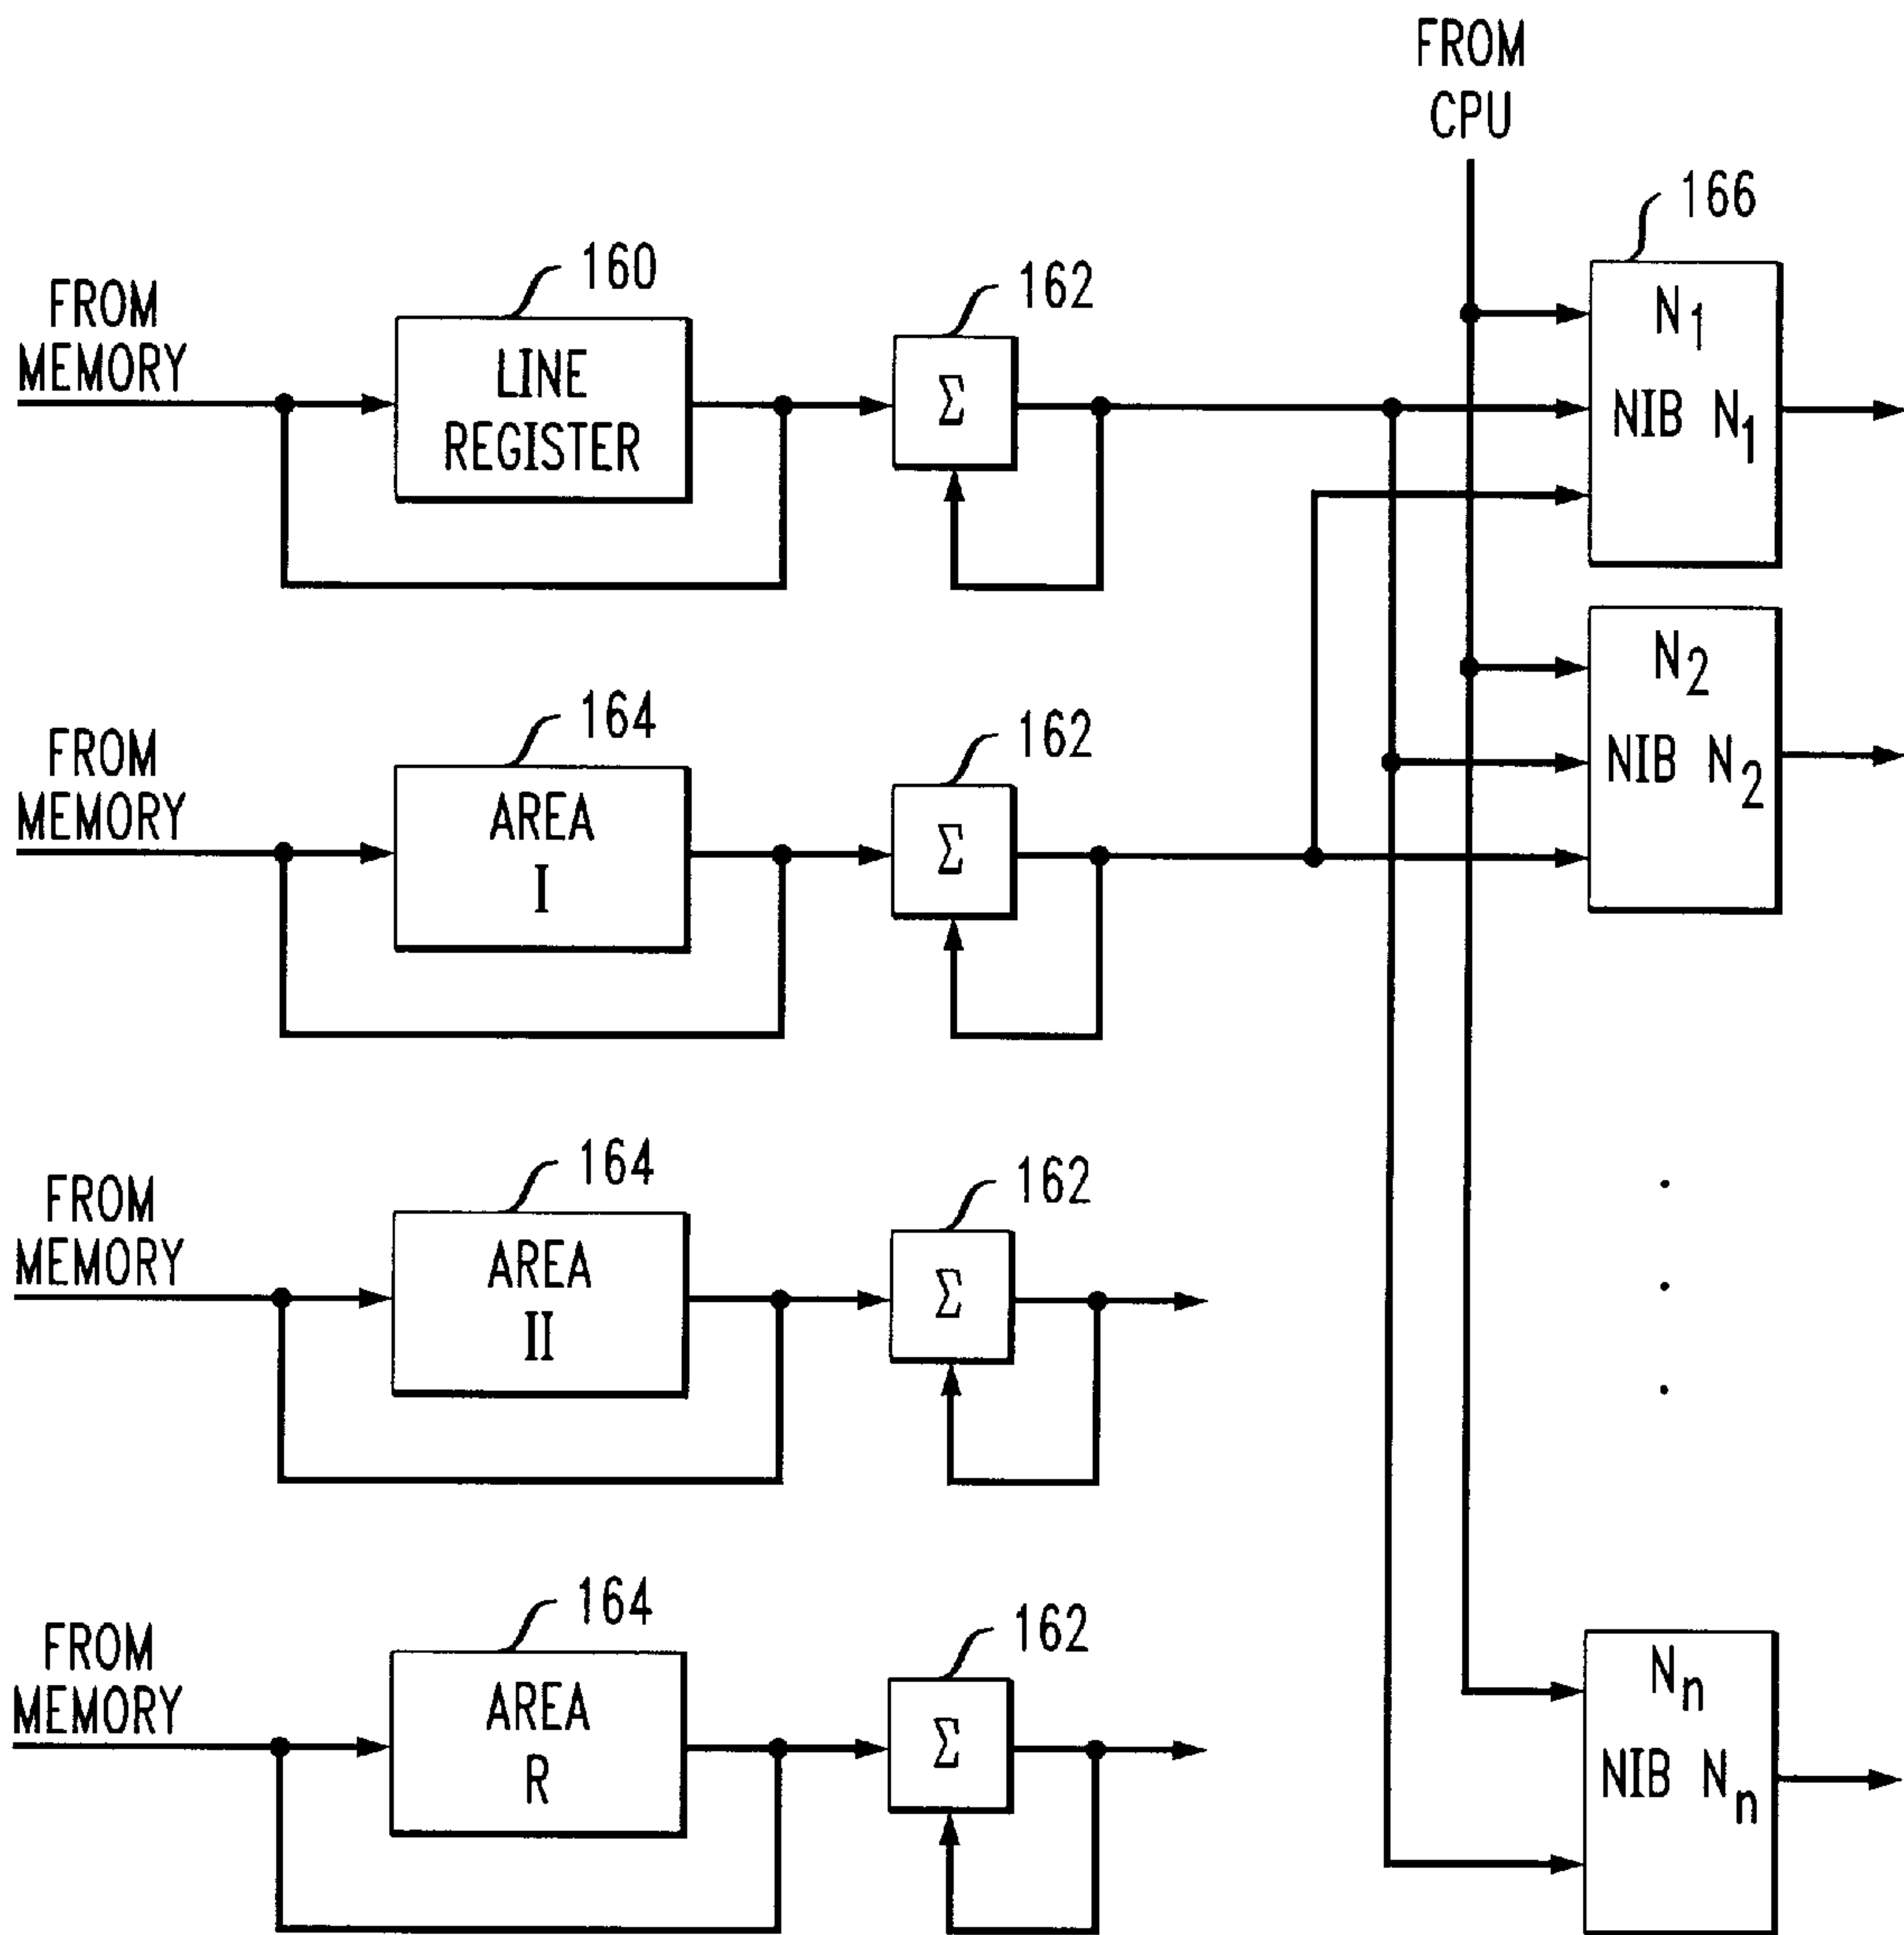 FROM
CPU
166
160
162
FROM
MEMORY
LINE
REGISTER
Σ
N₁
NIB N₁
164
162
FROM
MEMORY
AREA
I
Σ
N₂
NIB N₂
164
162
FROM
MEMORY
AREA
II
Σ
164
162
FROM
MEMORY
AREA
R
Σ
Nₙ
NIB Nₙ